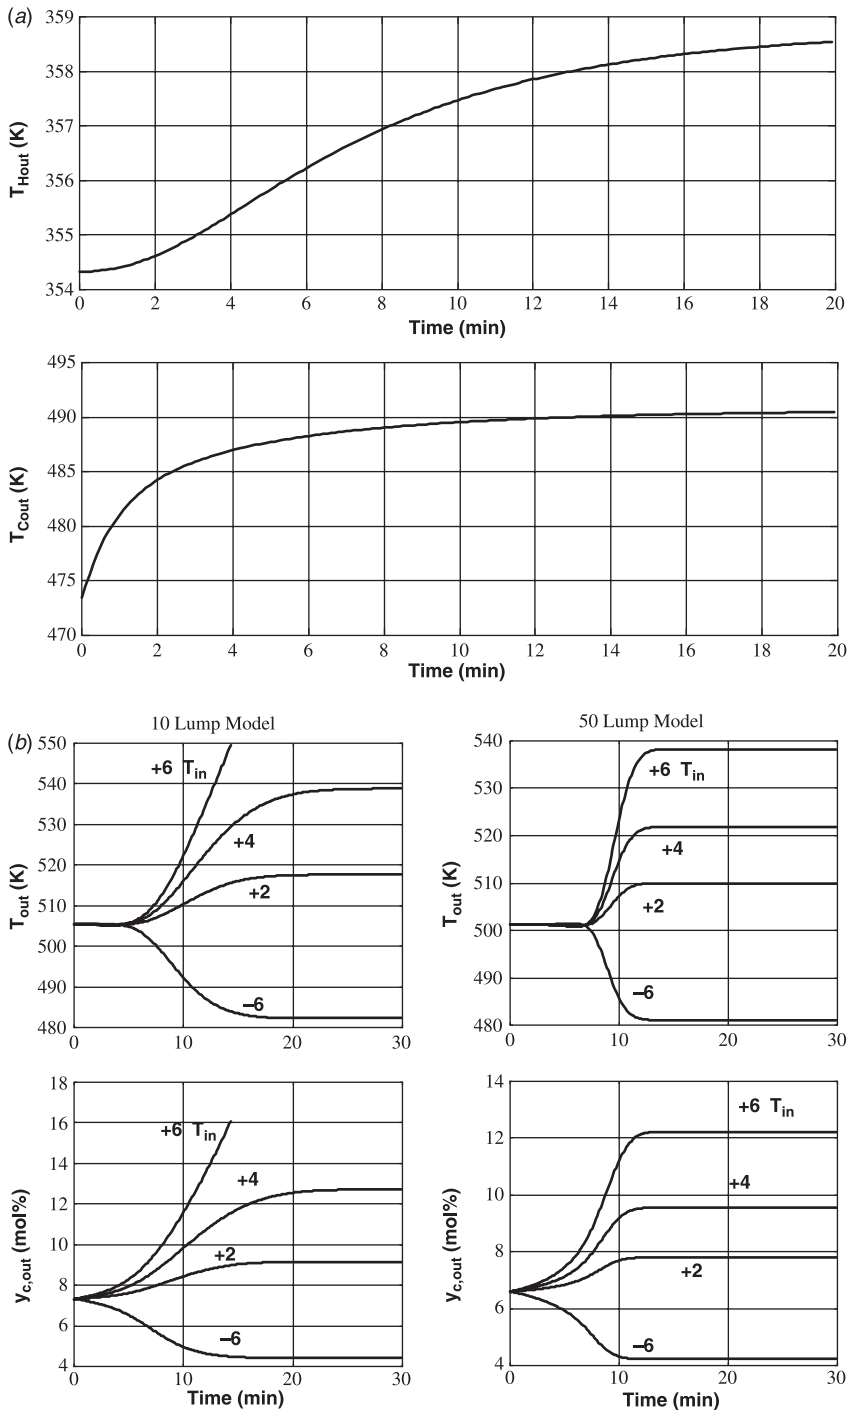 (a)
359
358
357
356
355
354
T_Hout (K)
0 2 4 6 8 10 12 14 16 18 20
Time (min)
495
490
485
480
475
470
T_Cout (K)
0 2 4 6 8 10 12 14 16 18 20
Time (min)
(b)
10 Lump Model
550
540
530
520
510
500
490
480
T_out (K)
+6 T_in
+4
+2
–6
0 10 20 30
50 Lump Model
540
530
520
510
500
490
480
T_out (K)
+6 T_in
+4
+2
–6
0 10 20 30
18
16
14
12
10
8
6
4
y_c,out (mol%)
+6 T_in
+4
+2
–6
0 10 20 30
Time (min)
14
12
10
8
6
4
y_c,out (mol%)
+6 T_in
+4
+2
–6
0 10 20 30
Time (min)